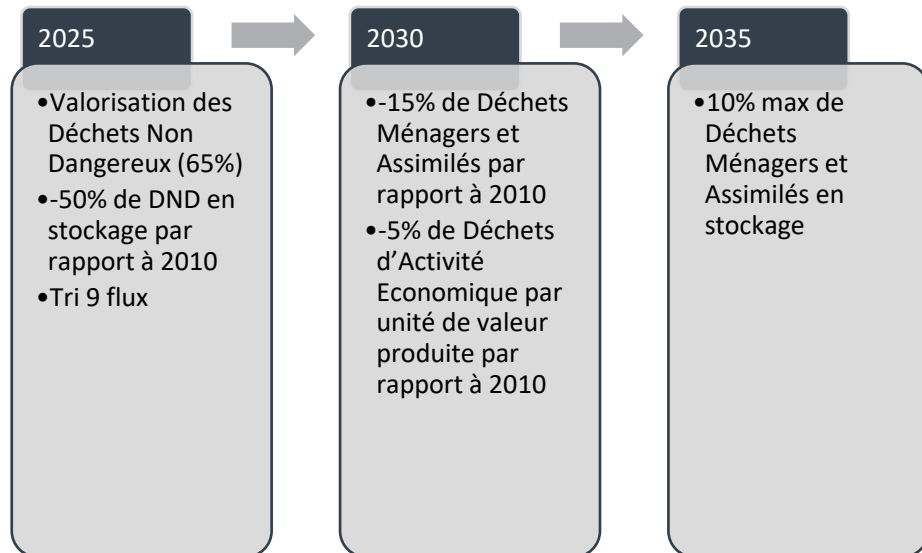 2025
•Valorisation des
Déchets Non
Dangereux (65%)
•-50% de DND en
stockage par
rapport à 2010
•Tri 9 flux
2030
•-15% de Déchets
Ménagers et
Assimilés par
rapport à 2010
•-5% de Déchets
d’Activité
Economique par
unité de valeur
produite par
rapport à 2010
2035
•10% max de
Déchets
Ménagers et
Assimilés en
stockage